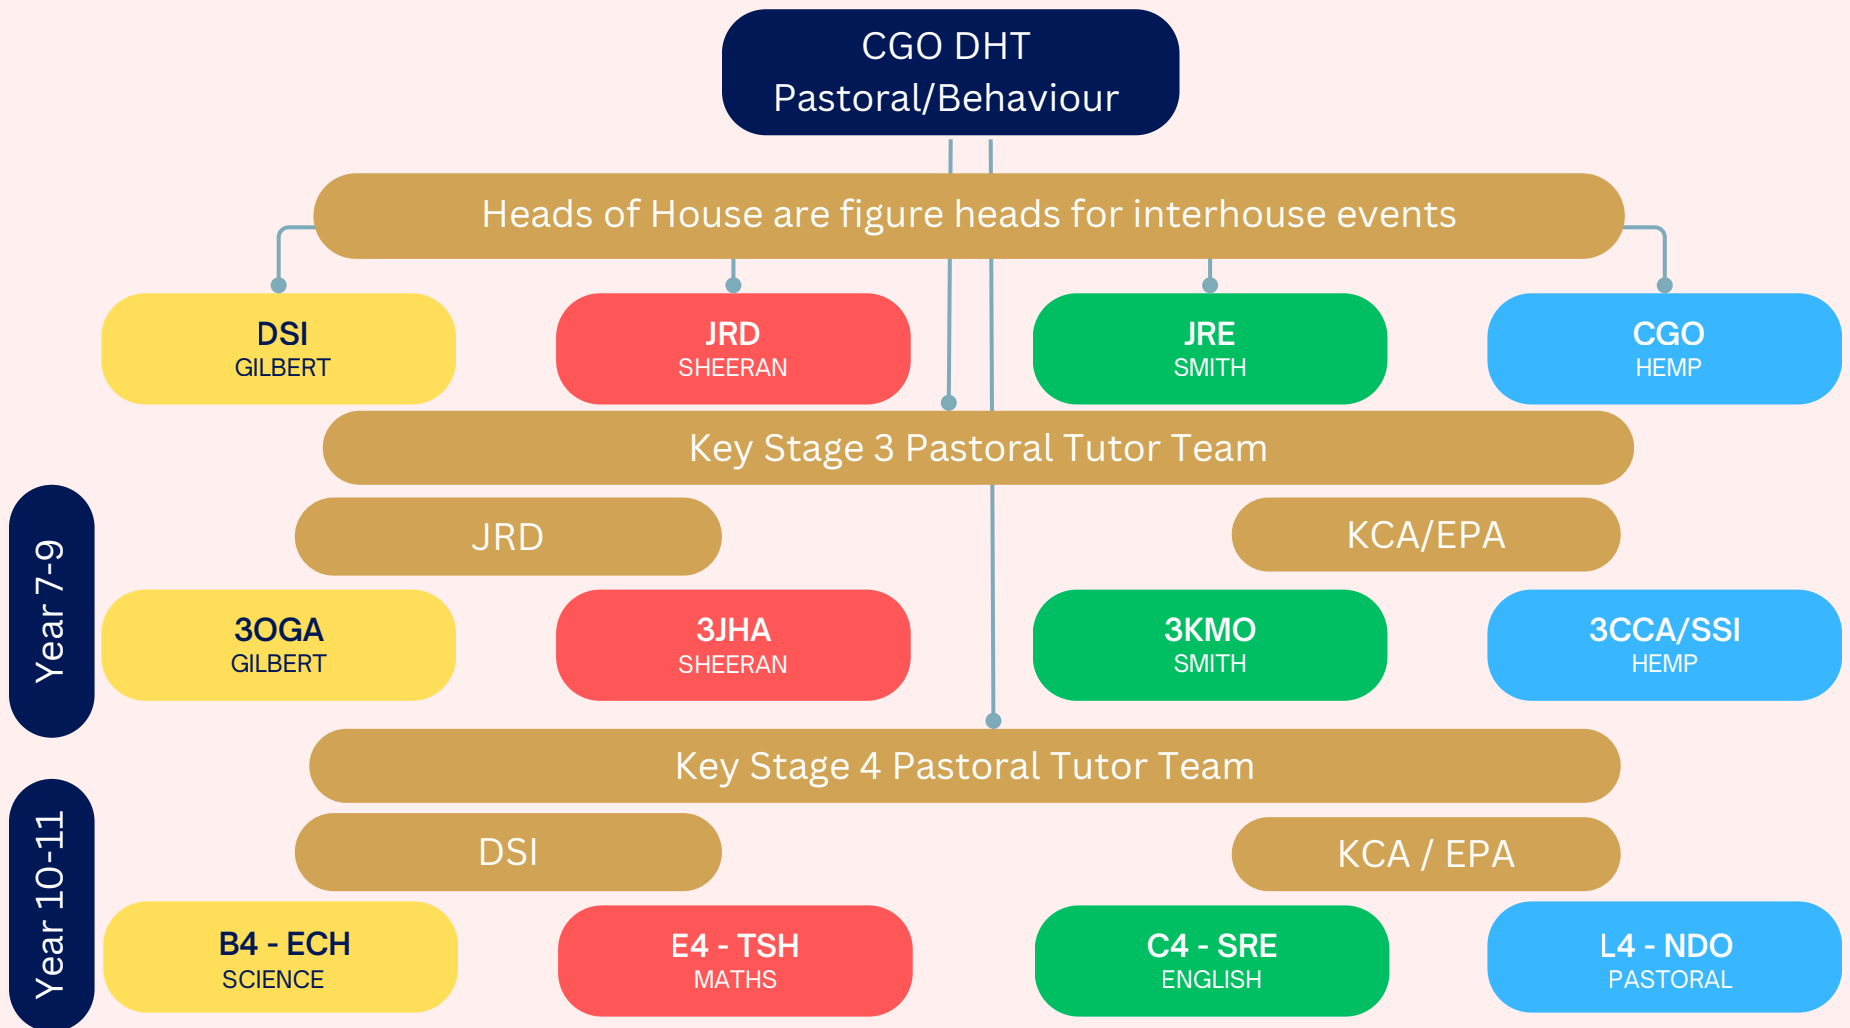 CGO DHT
Pastoral/Behaviour
Heads of House are figure heads for interhouse events
DSI
GILBERT
JRD
SHEERAN
JRE
SMITH
CGO
HEMP
Key Stage 3 Pastoral Tutor Team
Year 7-9
JRD
KCA/EPA
3OGA
GILBERT
3JHA
SHEERAN
3KMO
SMITH
3CCA/SSI
HEMP
Key Stage 4 Pastoral Tutor Team
Year 10-11
DSI
KCA / EPA
B4 - ECH
SCIENCE
E4 - TSH
MATHS
C4 - SRE
ENGLISH
L4 - NDO
PASTORAL